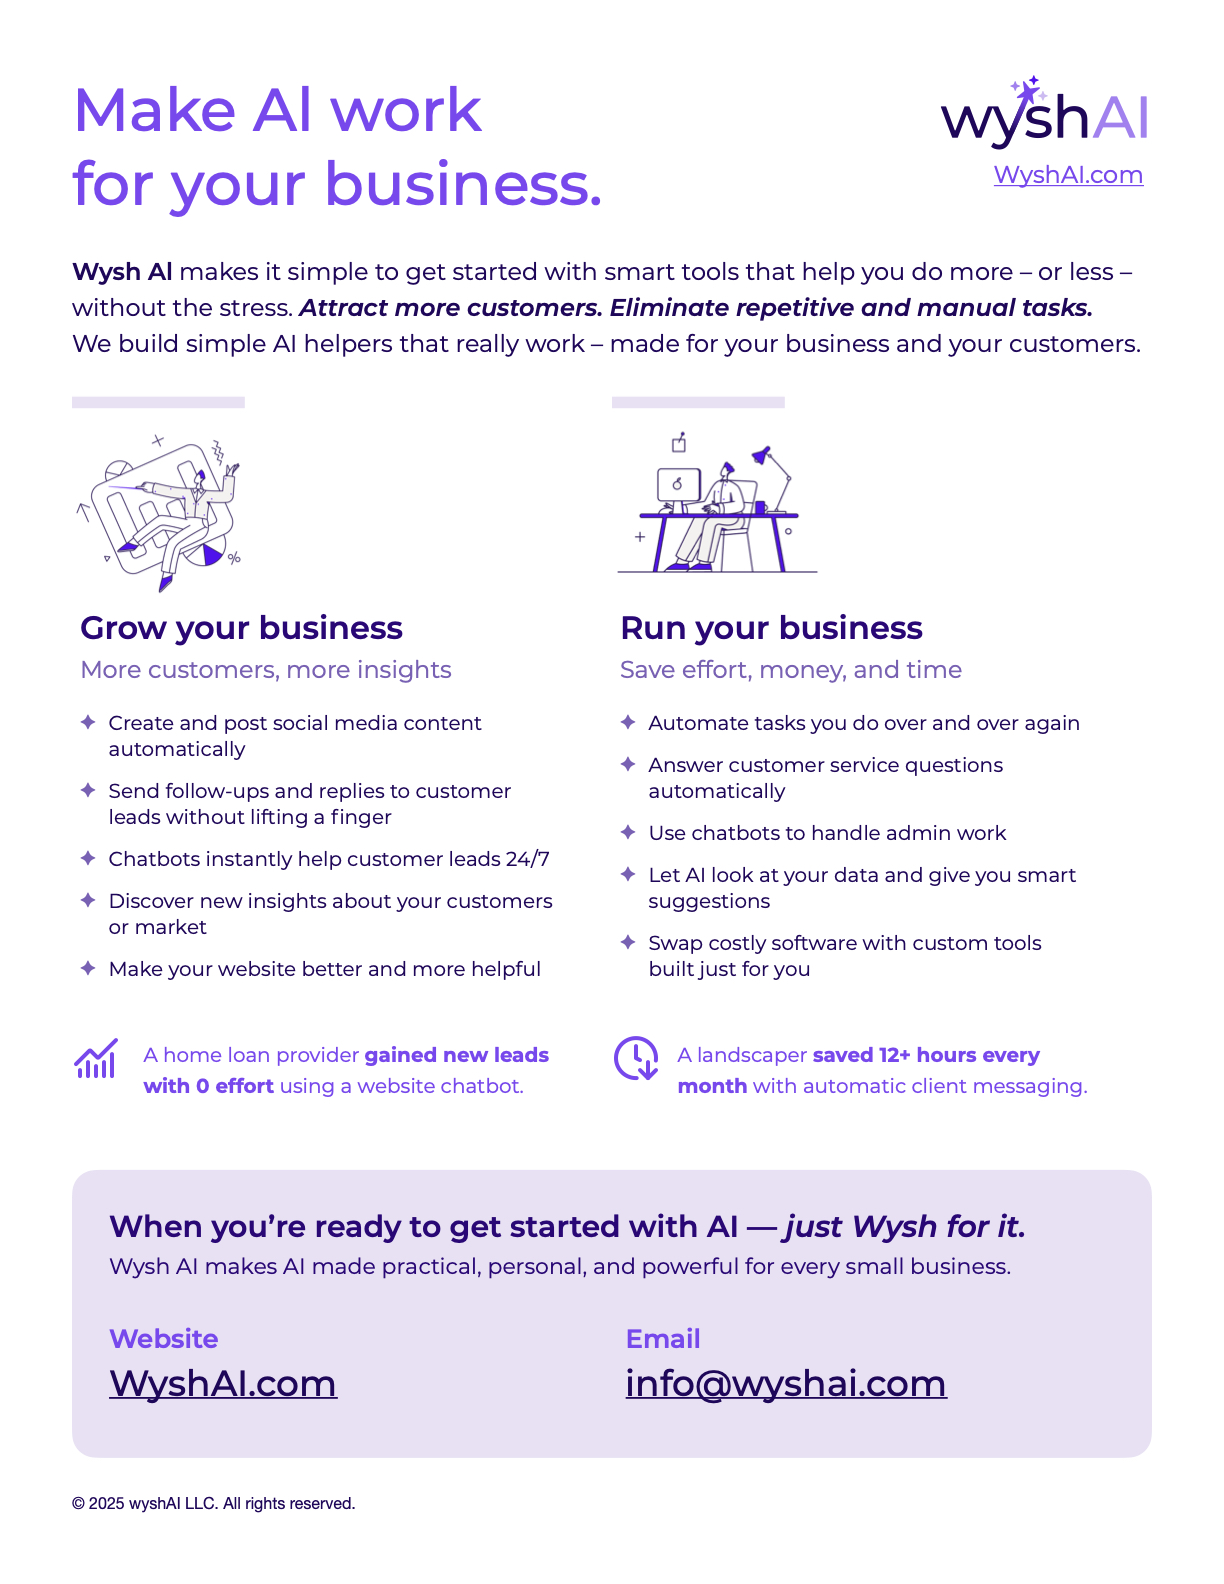 Make AI work
for your business.
wyshAI
WyshAI.com
Wysh AI makes it simple to get started with smart tools that help you do more – or less –
without the stress. Attract more customers. Eliminate repetitive and manual tasks.
We build simple AI helpers that really work – made for your business and your customers.
%
Grow your business
More customers, more insights
✦ Create and post social media content
automatically
✦ Send follow-ups and replies to customer
leads without lifting a finger
✦ Chatbots instantly help customer leads 24/7
✦ Discover new insights about your customers
or market
✦ Make your website better and more helpful
A home loan provider gained new leads
with 0 effort using a website chatbot.
Run your business
Save effort, money, and time
✦ Automate tasks you do over and over again
✦ Answer customer service questions
automatically
✦ Use chatbots to handle admin work
✦ Let AI look at your data and give you smart
suggestions
✦ Swap costly software with custom tools
built just for you
A landscaper saved 12+ hours every
month with automatic client messaging.
When you’re ready to get started with AI — just Wysh for it.
Wysh AI makes AI made practical, personal, and powerful for every small business.
Website
WyshAI.com
Email
info@wyshai.com
© 2025 wyshAI LLC. All rights reserved.